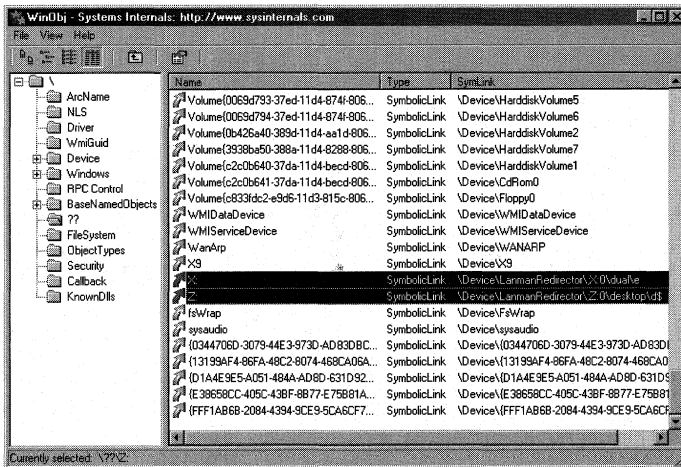 WinObj - Systems Internals: http://www.sysinternals.com
File View Help
\
ArcName
NLS
Driver
WmiGuid
Device
Windows
RPC Control
BaseNamedObjects
??
FileSystem
ObjectTypes
Security
Callback
KnownDlls
Name Type SymLink
Volume{0069d793-37ed-11d4-874f-806... SymbolicLink \Device\HarddiskVolume5
Volume{0069d794-37ed-11d4-874f-806... SymbolicLink \Device\HarddiskVolume6
Volume{0b426a40-389d-11d4-aa1d-806... SymbolicLink \Device\HarddiskVolume2
Volume{3938ba50-388a-11d4-8288-806... SymbolicLink \Device\HarddiskVolume7
Volume{c2c0b640-37da-11d4-becd-806... SymbolicLink \Device\HarddiskVolume1
Volume{c2c0b641-37da-11d4-becd-806... SymbolicLink \Device\CdRom0
Volume{c833fdc2-e9d6-11d3-815c-806... SymbolicLink \Device\Floppy0
WMIDataDevice SymbolicLink \Device\WMIDataDevice
WMIServiceDevice SymbolicLink \Device\WMIServiceDevice
WanArp SymbolicLink \Device\WANARP
X9 SymbolicLink \Device\X9
X: SymbolicLink \Device\LanmanRedirector\;X:0\dual\e
Z: SymbolicLink \Device\LanmanRedirector\;Z:0\desktop\d$
fsWrap SymbolicLink \Device\FsWrap
sysaudio SymbolicLink \Device\sysaudio
{0344706D-3079-44E3-973D-AD83DBC... SymbolicLink \Device\{0344706D-3079-44E3-973D-AD83D
{13199AF4-86FA-48C2-8074-468CA06A... SymbolicLink \Device\{13199AF4-86FA-48C2-8074-468CA0
{D1A4E9E5-A051-484A-AD8D-631D92... SymbolicLink \Device\{D1A4E9E5-A051-484A-AD8D-631D9
{E38658CC-405C-43BF-8B77-E75B81A... SymbolicLink \Device\{E38658CC-405C-43BF-8B77-E75B81
{FFF1AB6B-2084-4394-9CE9-5CA6CF7... SymbolicLink \Device\{FFF1AB6B-2084-4394-9CE9-5CA6CF
Currently selected: \??\Z: